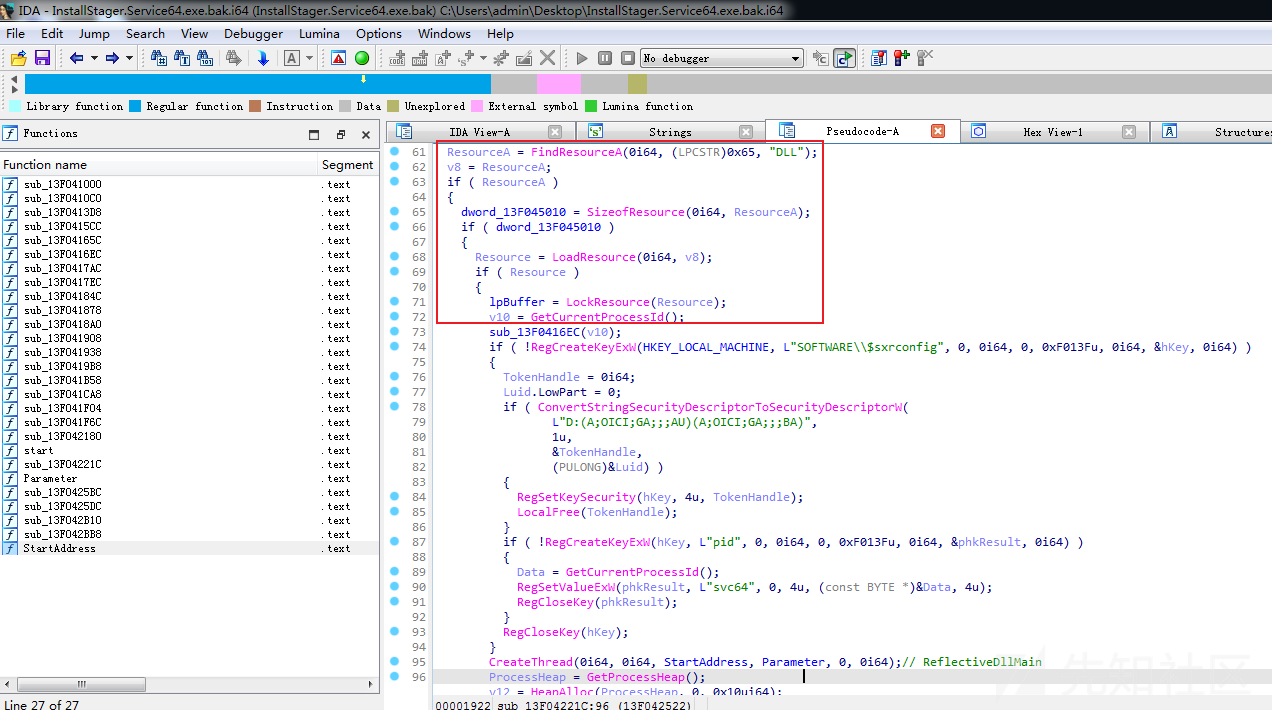 IDA - InstallStager.Service64.exe.bak.i64 (InstallStager.Service64.exe.bak) C:\Users\admin\Desktop\InstallStager.Service64.exe.bak.i64
File Edit Jump Search View Debugger Lumina Options Windows Help
No debugger
Library function Regular function Instruction Data Unexplored External symbol Lumina function
Functions
IDA View-A Strings Pseudocode-A Hex View-1 Structures
Function name Segment
sub_13F041000 .text
sub_13F0410C0 .text
sub_13F0413D8 .text
sub_13F0415CC .text
sub_13F04165C .text
sub_13F0416EC .text
sub_13F0417AC .text
sub_13F0417EC .text
sub_13F04184C .text
sub_13F041878 .text
sub_13F0418A0 .text
sub_13F041908 .text
sub_13F041938 .text
sub_13F0419B8 .text
sub_13F041B58 .text
sub_13F041CA8 .text
sub_13F041F04 .text
sub_13F041F6C .text
sub_13F042180 .text
start .text
sub_13F04221C .text
Parameter .text
sub_13F0425BC .text
sub_13F0425DC .text
sub_13F042B10 .text
sub_13F042BB8 .text
StartAddress .text
Line 27 of 27
61 ResourceA = FindResourceA(0i64, (LPCSTR)0x65, "DLL");
62 v8 = ResourceA;
63 if ( ResourceA )
64 {
65 dword_13F045010 = SizeofResource(0i64, ResourceA);
66 if ( dword_13F045010 )
67 {
68 Resource = LoadResource(0i64, v8);
69 if ( Resource )
70 {
71 lpBuffer = LockResource(Resource);
72 v10 = GetCurrentProcessId();
73 sub_13F0416EC(v10);
74 if ( !RegCreateKeyExW(HKEY_LOCAL_MACHINE, L"SOFTWARE\\$sxrconfig", 0, 0i64, 0, 0xF013Fu, 0i64, &hKey, 0i64) )
75 {
76 TokenHandle = 0i64;
77 Luid.LowPart = 0;
78 if ( ConvertStringSecurityDescriptorToSecurityDescriptorW(
79 L"D:(A;OICI;GA;;;AU)(A;OICI;GA;;;BA)",
80 1u,
81 &TokenHandle,
82 (PULONG)&Luid) )
83 {
84 RegSetKeySecurity(hKey, 4u, TokenHandle);
85 LocalFree(TokenHandle);
86 }
87 if ( !RegCreateKeyExW(hKey, L"pid", 0, 0i64, 0, 0xF013Fu, 0i64, &phkResult, 0i64) )
88 {
89 Data = GetCurrentProcessId();
90 RegSetValueExW(phkResult, L"svc64", 0, 4u, (const BYTE *)&Data, 4u);
91 RegCloseKey(phkResult);
92 }
93 RegCloseKey(hKey);
94 }
95 CreateThread(0i64, 0i64, StartAddress, Parameter, 0, 0i64);// ReflectiveDllMain
96 ProcessHeap = GetProcessHeap();
v12 = HeapAlloc(ProcessHeap, 0, 0x10ui64);
00001922 sub_13F04221C:96 (13F042522)
先知社区